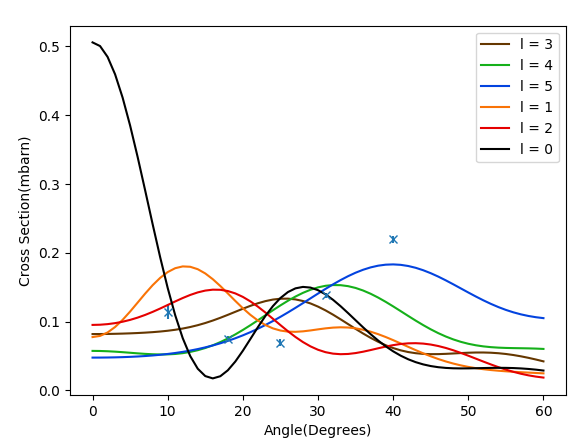 0.5
0.4
0.3
0.2
0.1
0.0
Cross Section(mbarn)
l = 3
l = 4
l = 5
l = 1
l = 2
l = 0
0 10 20 30 40 50 60
Angle(Degrees)